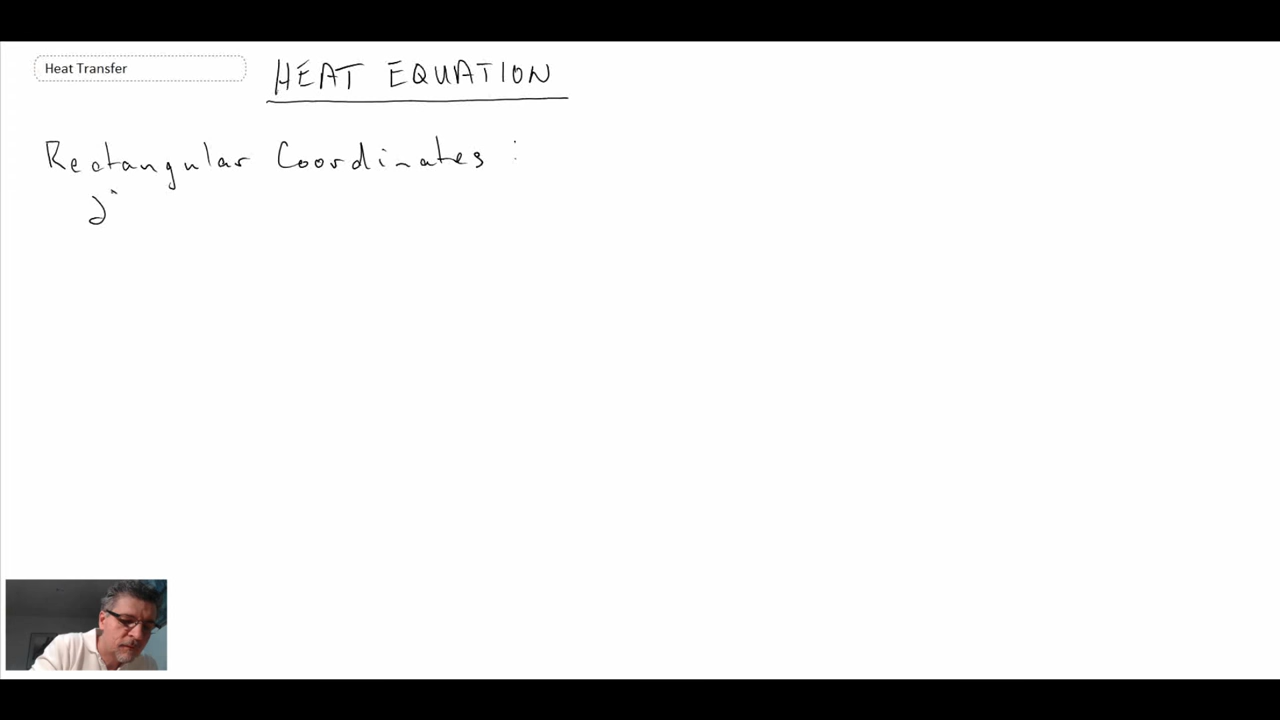 Heat Transfer
HEAT EQUATION
Rectangular Coordinates :
∂